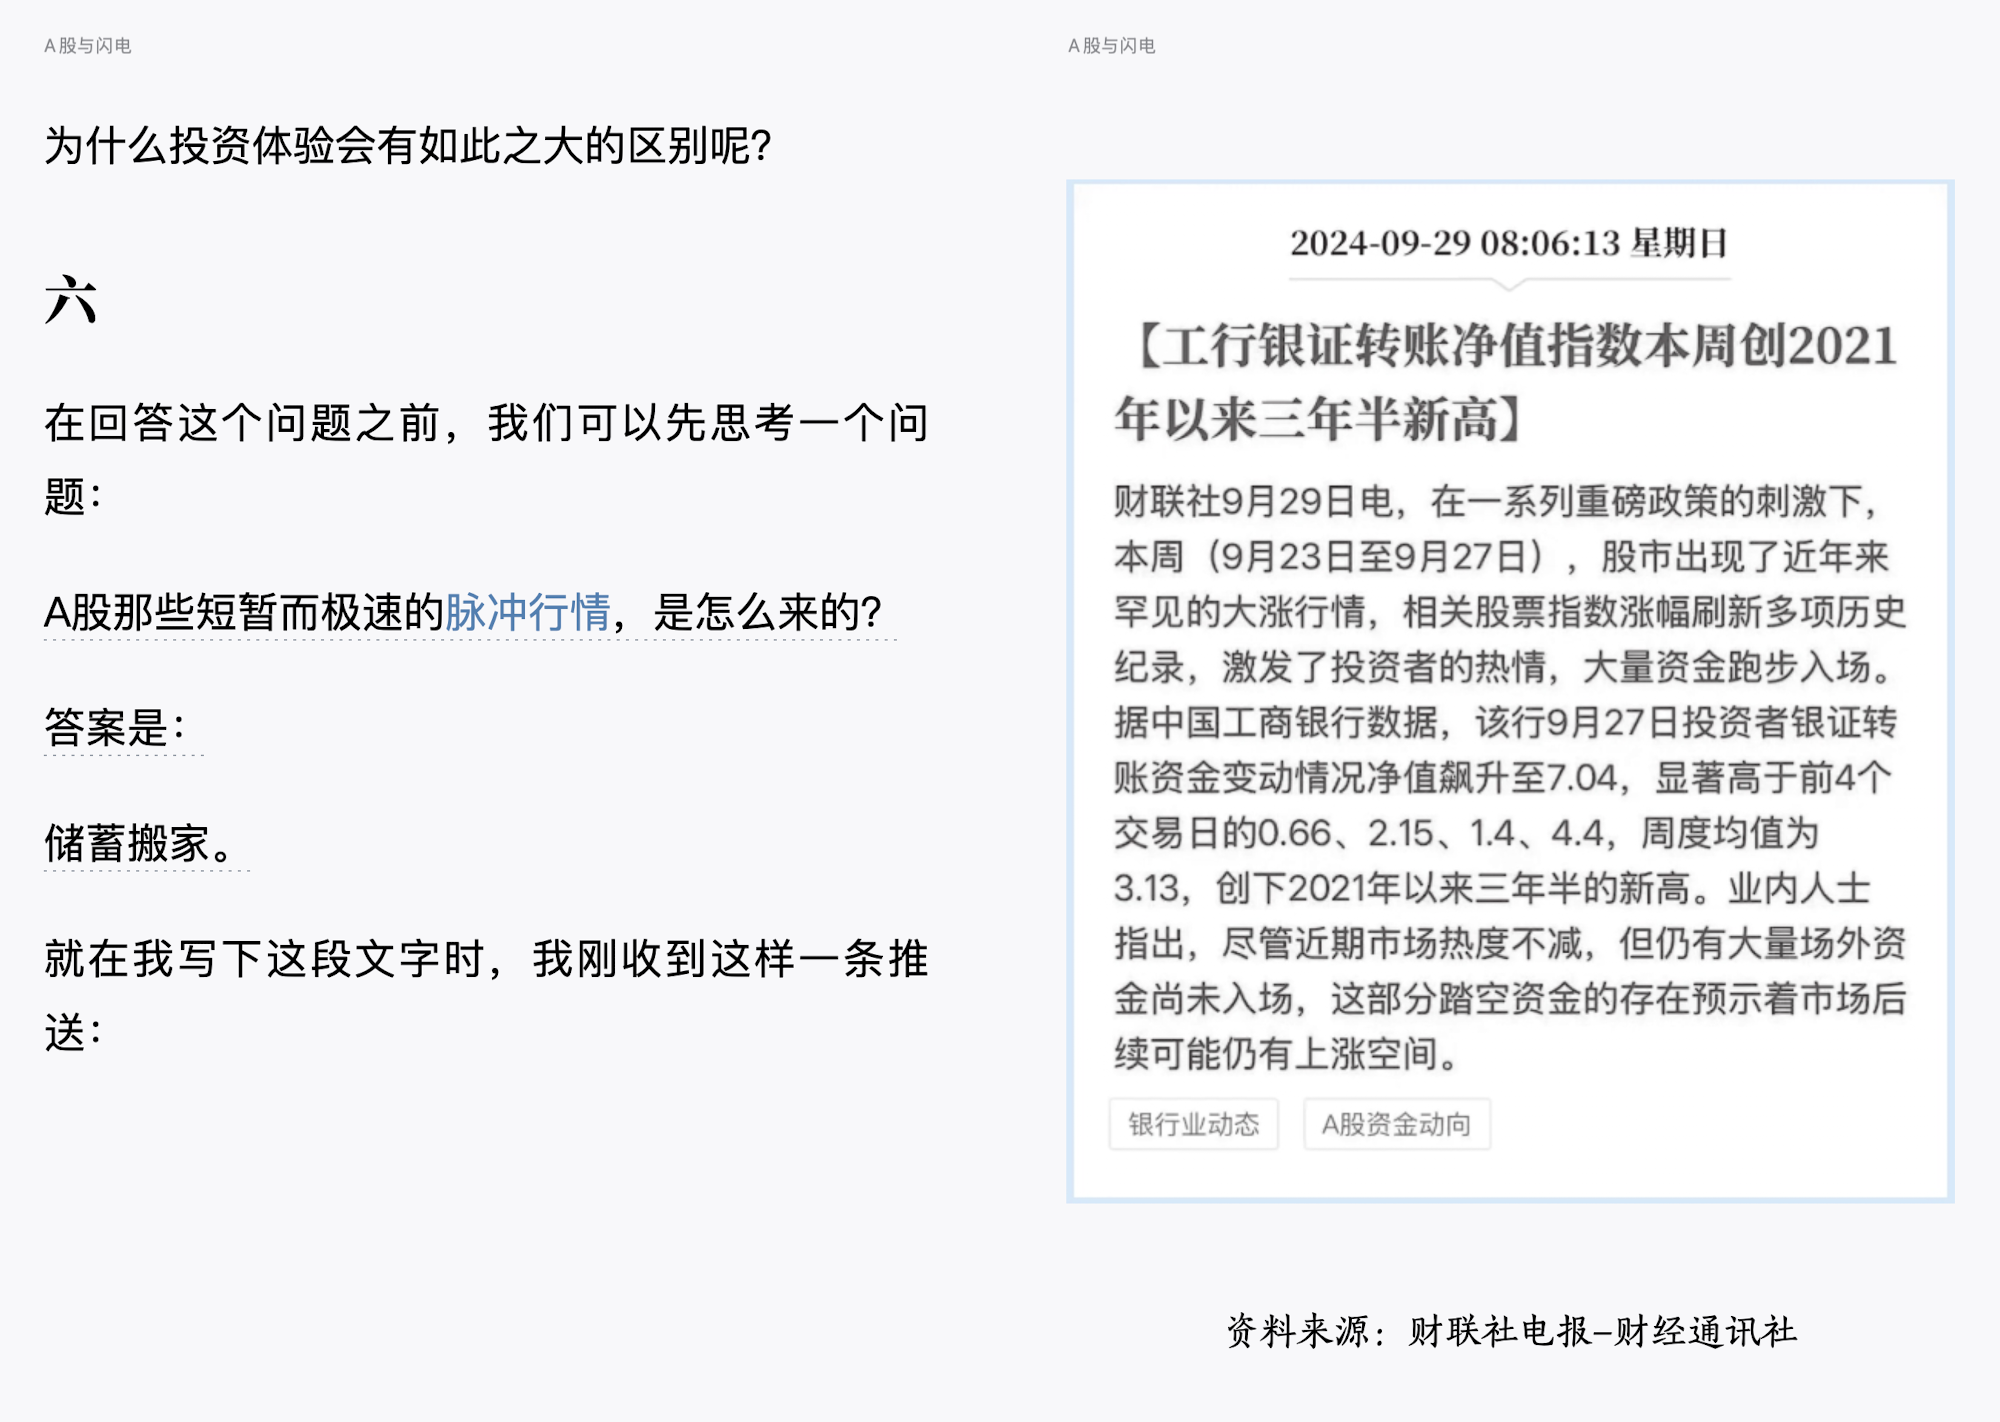 A股与闪电
为什么投资体验会有如此之大的区别呢?
六
在回答这个问题之前，我们可以先思考一个问
题：
A股那些短暂而极速的脉冲行情，是怎么来的?
答案是：
储蓄搬家。
就在我写下这段文字时，我刚收到这样一条推
送：
A股与闪电
2024-09-29 08:06:13 星期日
【工行银证转账净值指数本周创2021
年以来三年半新高】
财联社9月29日电，在一系列重磅政策的刺激下，
本周（9月23日至9月27日），股市出现了近年来
罕见的大涨行情，相关股票指数涨幅刷新多项历史
纪录，激发了投资者的热情，大量资金跑步入场。
据中国工商银行数据，该行9月27日投资者银证转
账资金变动情况净值飙升至7.04，显著高于前4个
交易日的0.66、2.15、1.4、4.4，周度均值为
3.13，创下2021年以来三年半的新高。业内人士
指出，尽管近期市场热度不减，但仍有大量场外资
金尚未入场，这部分踏空资金的存在预示着市场后
续可能仍有上涨空间。
银行业动态
A股资金动向
资料来源：财联社电报–财经通讯社